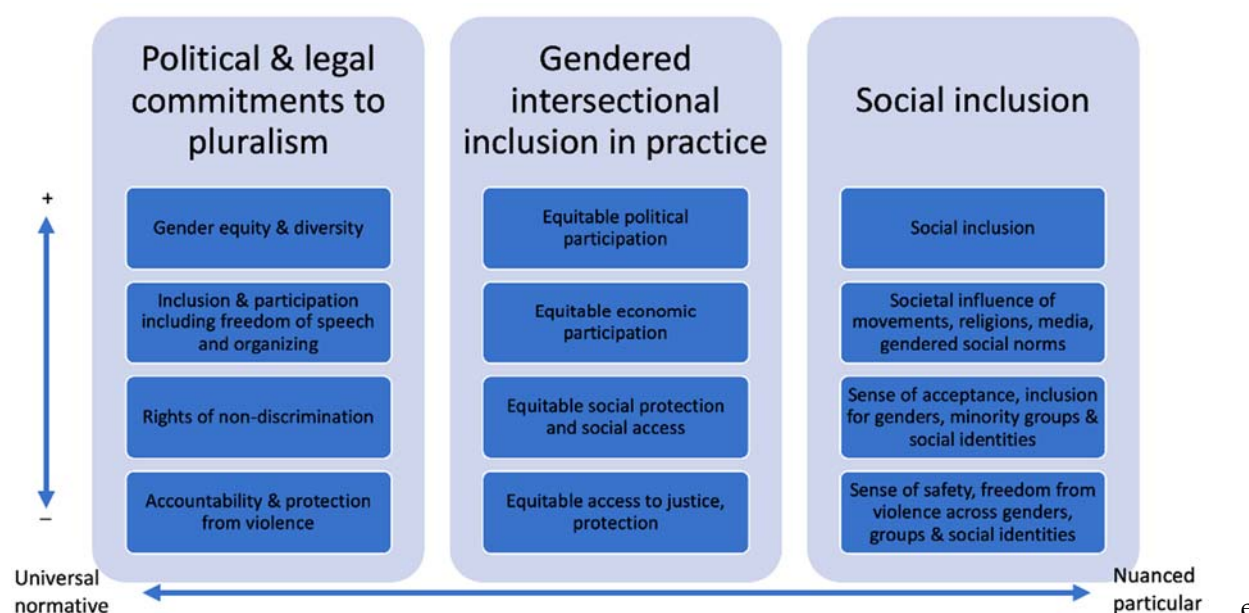 Political & legal
commitments to
pluralism
Gender equity & diversity
Inclusion & participation
including freedom of speech
and organizing
Rights of non-discrimination
Accountability & protection
from violence
Gendered
intersectional
inclusion in practice
Equitable political
participation
Equitable economic
participation
Equitable social protection
and social access
Equitable access to justice,
protection
Social inclusion
Social inclusion
Societal influence of
movements, religions, media,
gendered social norms
Sense of acceptance, inclusion
for genders, minority groups &
social identities
Sense of safety, freedom from
violence across genders,
groups & social identities
+
–
Universal
normative
Nuanced
particular
e